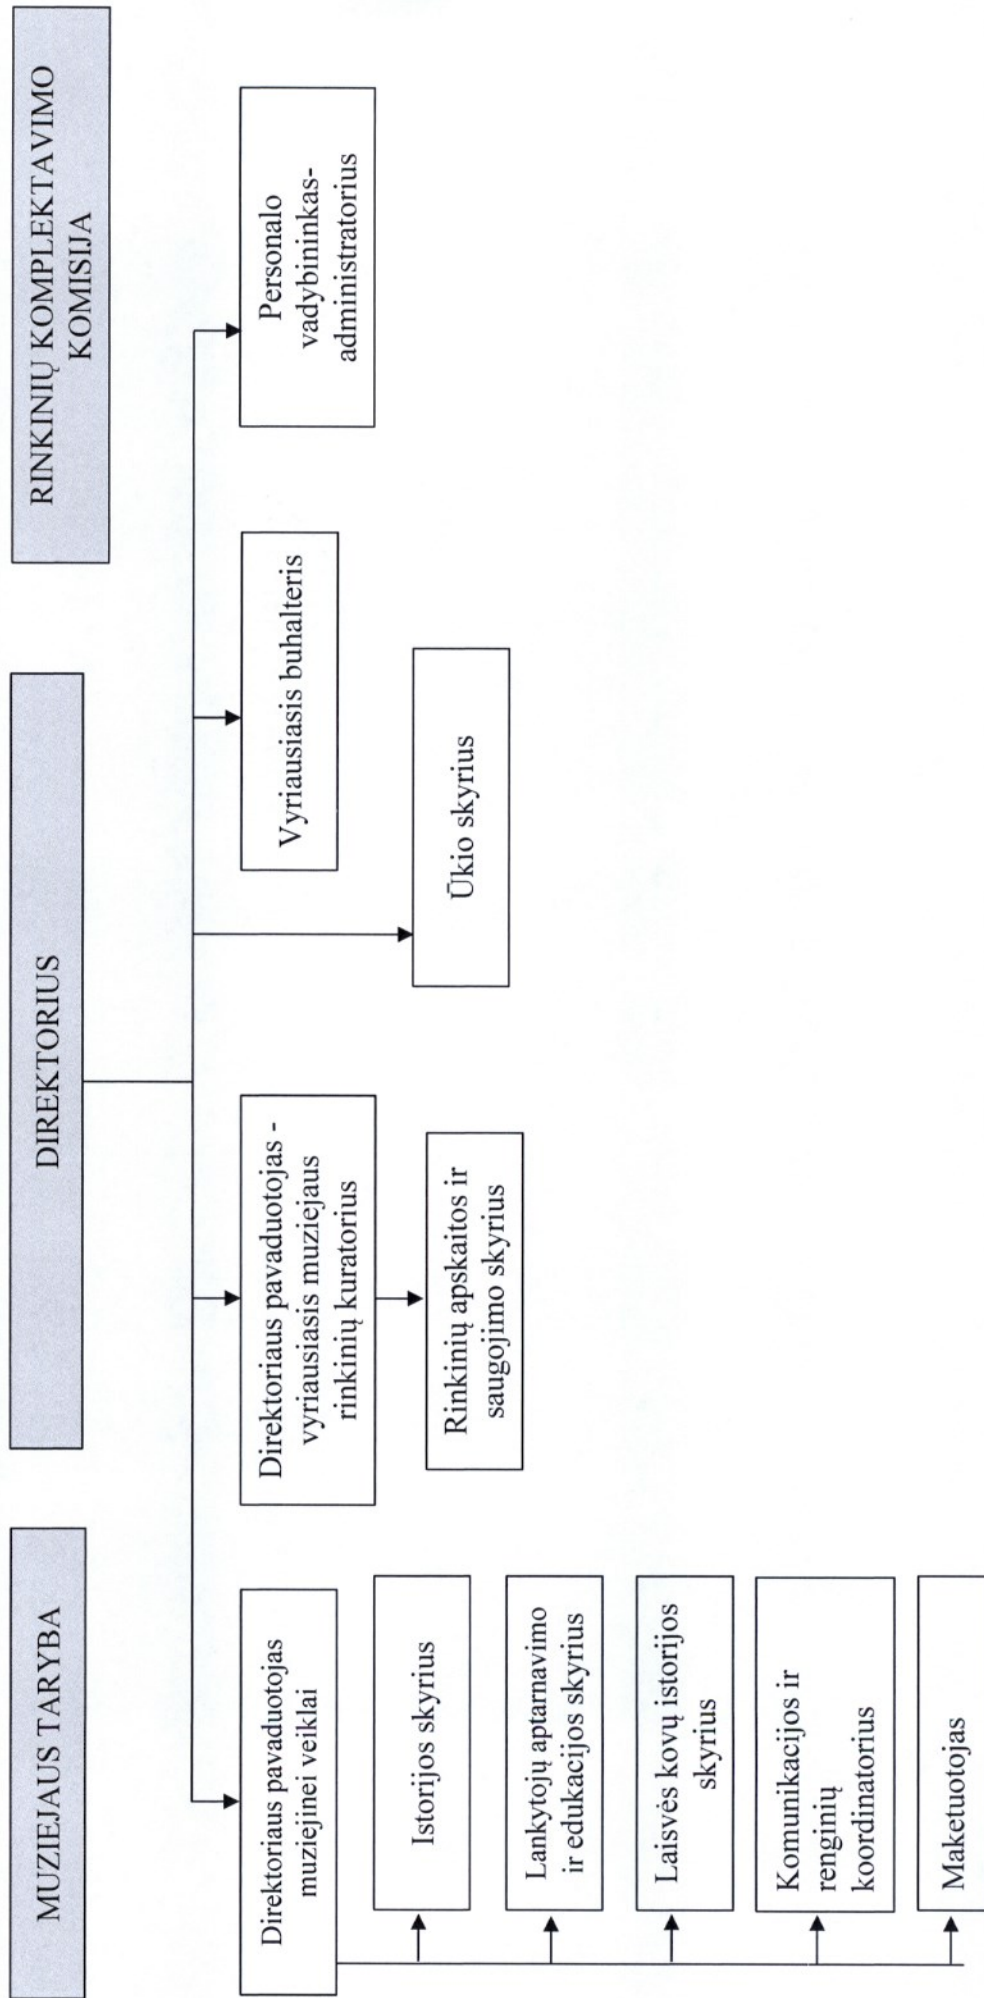 MUZIEJAUS TARYBA
DIREKTORIUS
RINKINIŲ KOMPLEKTAVIMO
KOMISIJA
Direktoriaus pavaduotojas
muziejinei veiklai
Direktoriaus pavaduotojas -
vyriausiasis muziejaus
rinkinių kuratorius
Vyriausiasis buhalteris
Personalo
vadybininkas-
administratorius
Istorijos skyrius
Lankytojų aptarnavimo
ir edukacijos skyrius
Laisvės kovų istorijos
skyrius
Komunikacijos ir
renginių
koordinatorius
Maketuotojas
Rinkinių apskaitos ir
saugojimo skyrius
Ūkio skyrius